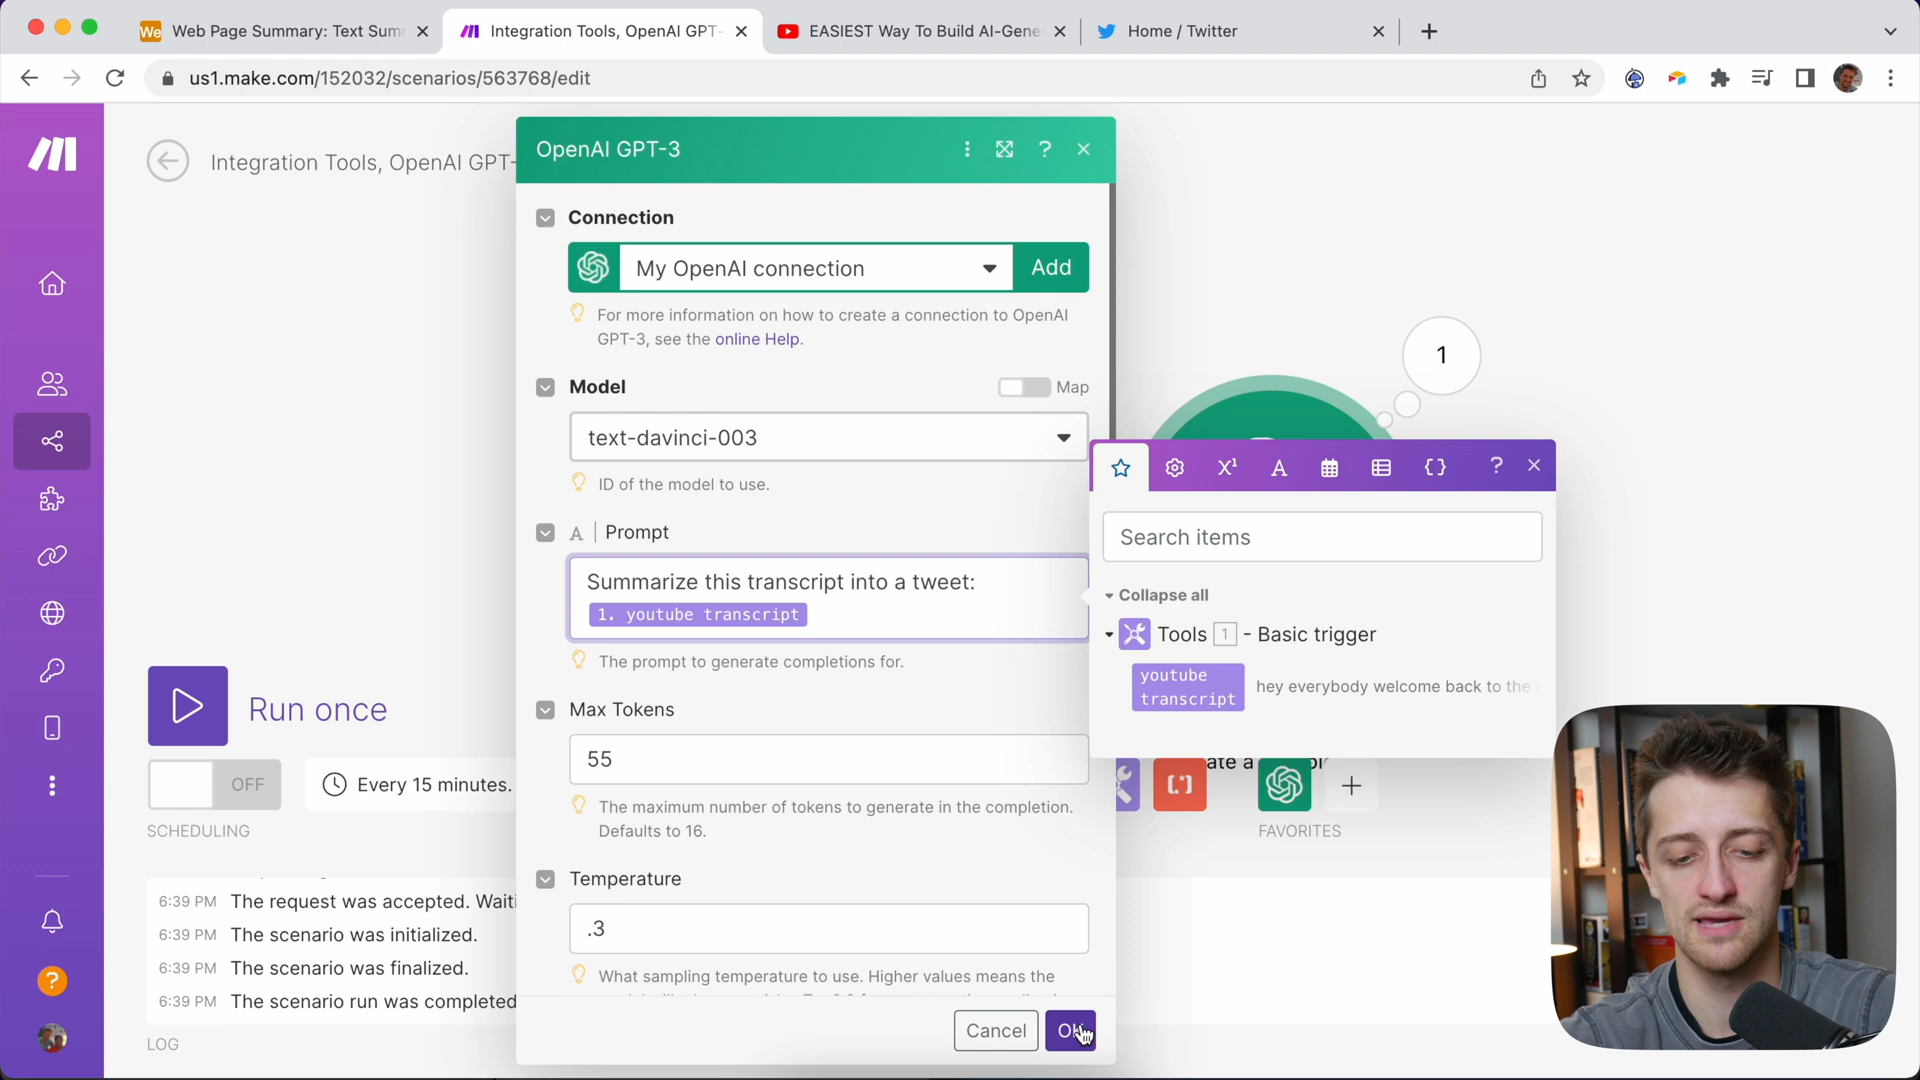 We Web Page Summary: Text Sum
Integration Tools, OpenAI GPT-
EASIEST Way To Build AI-Gene
Home / Twitter
us1.make.com/152032/scenarios/563768/edit
Integration Tools, OpenAI GPT-
OpenAI GPT-3
?
Connection
My OpenAI connection
Add
For more information on how to create a connection to OpenAI
GPT-3, see the online Help.
Model
Map
text-davinci-003
ID of the model to use.
A Prompt
Summarize this transcript into a tweet:
1. youtube transcript
The prompt to generate completions for.
Max Tokens
55
The maximum number of tokens to generate in the completion.
Defaults to 16.
Temperature
.3
What sampling temperature to use. Higher values means the
Cancel
OK
1
X¹ A { } ?
Search items
Collapse all
Tools 1 - Basic trigger
youtube
transcript
hey everybody welcome back to the
Run once
OFF
Every 15 minutes.
SCHEDULING
[.*]
FAVORITES
6:39 PM The request was accepted. Waiti
6:39 PM The scenario was initialized.
6:39 PM The scenario was finalized.
6:39 PM The scenario run was completed
LOG
?